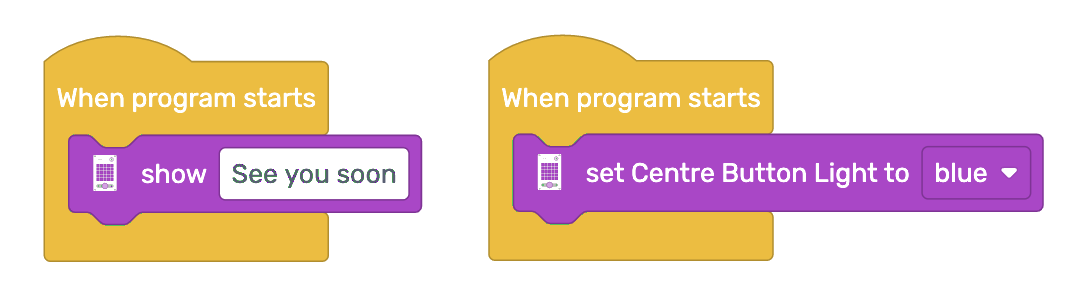 When program starts
show See you soon
When program starts
set Centre Button Light to blue